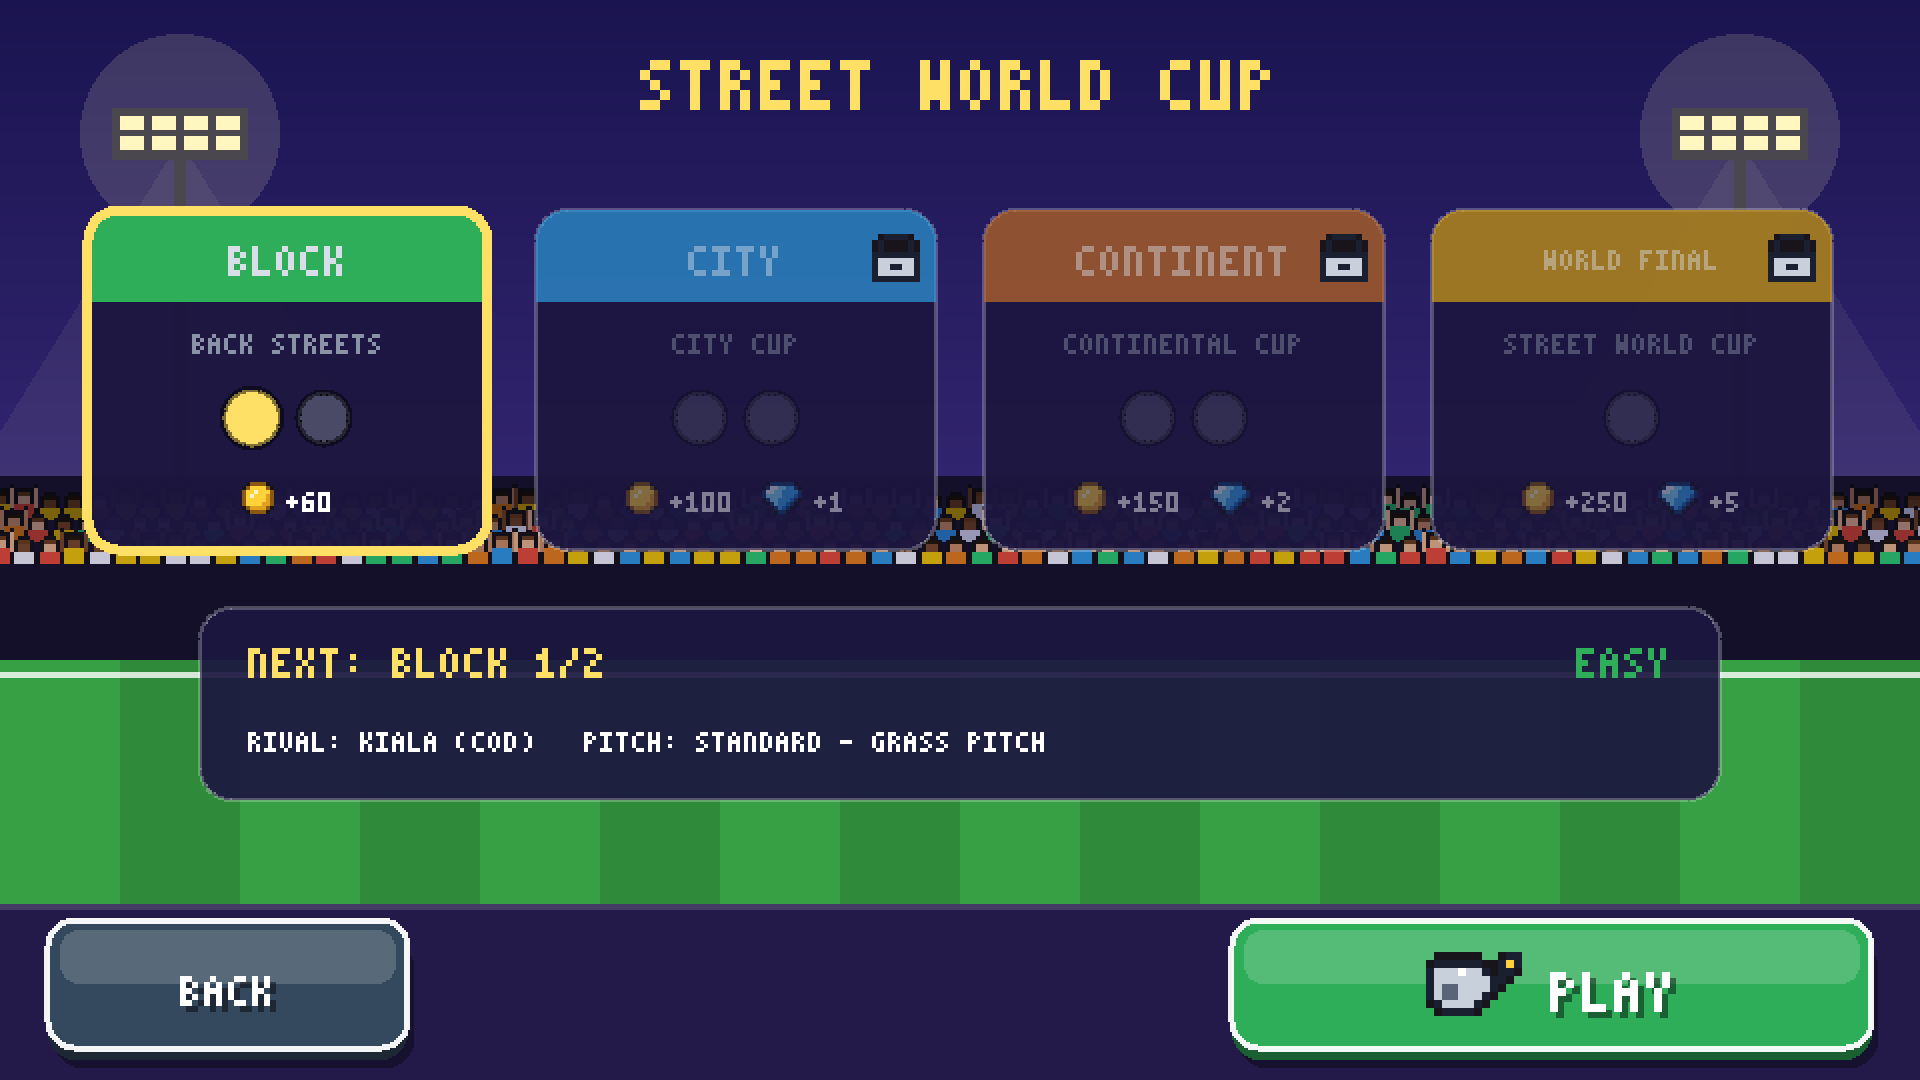 STREET WORLD CUP
BLOCK
BACK STREETS
+60
CITY
CITY CUP
+100 +1
CONTINENT
CONTINENTAL CUP
+150 +2
WORLD FINAL
STREET WORLD CUP
+250 +5
NEXT: BLOCK 1/2
EASY
RIVAL: KIALA (COD) PITCH: STANDARD - GRASS PITCH
BACK
PLAY